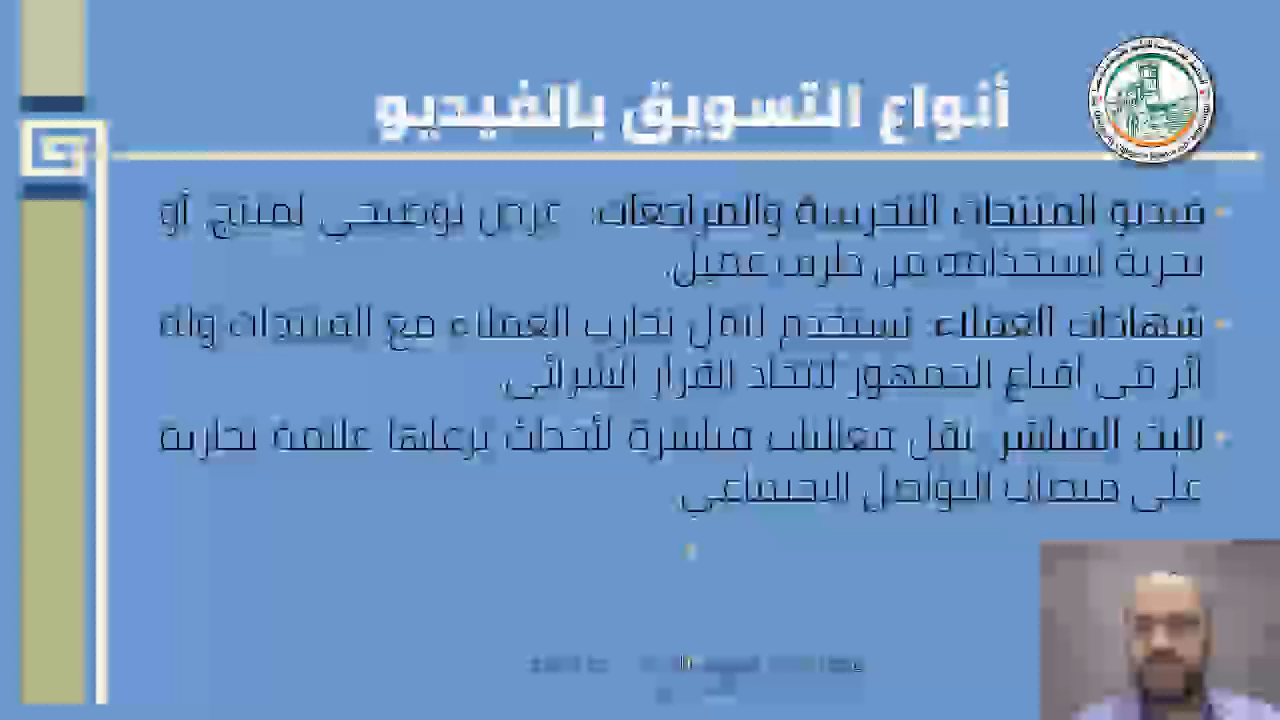 أنواع التسويق بالفيديو
فيديو المنتجات التجريبية والمراجعات: عرض توضيحي لمنتج، أو
تجربة استخدامه من طرف عميل.
شهادات العملاء: تستخدم لنقل تجارب العملاء مع المنتجات وله
اثر في اقناع الجمهور لاتخاذ القرار الشرائي.
البث المباشر: نقل فعاليات مباشرة لأحداث ترعاها علامة تجارية
على منصات التواصل الاجتماعي.